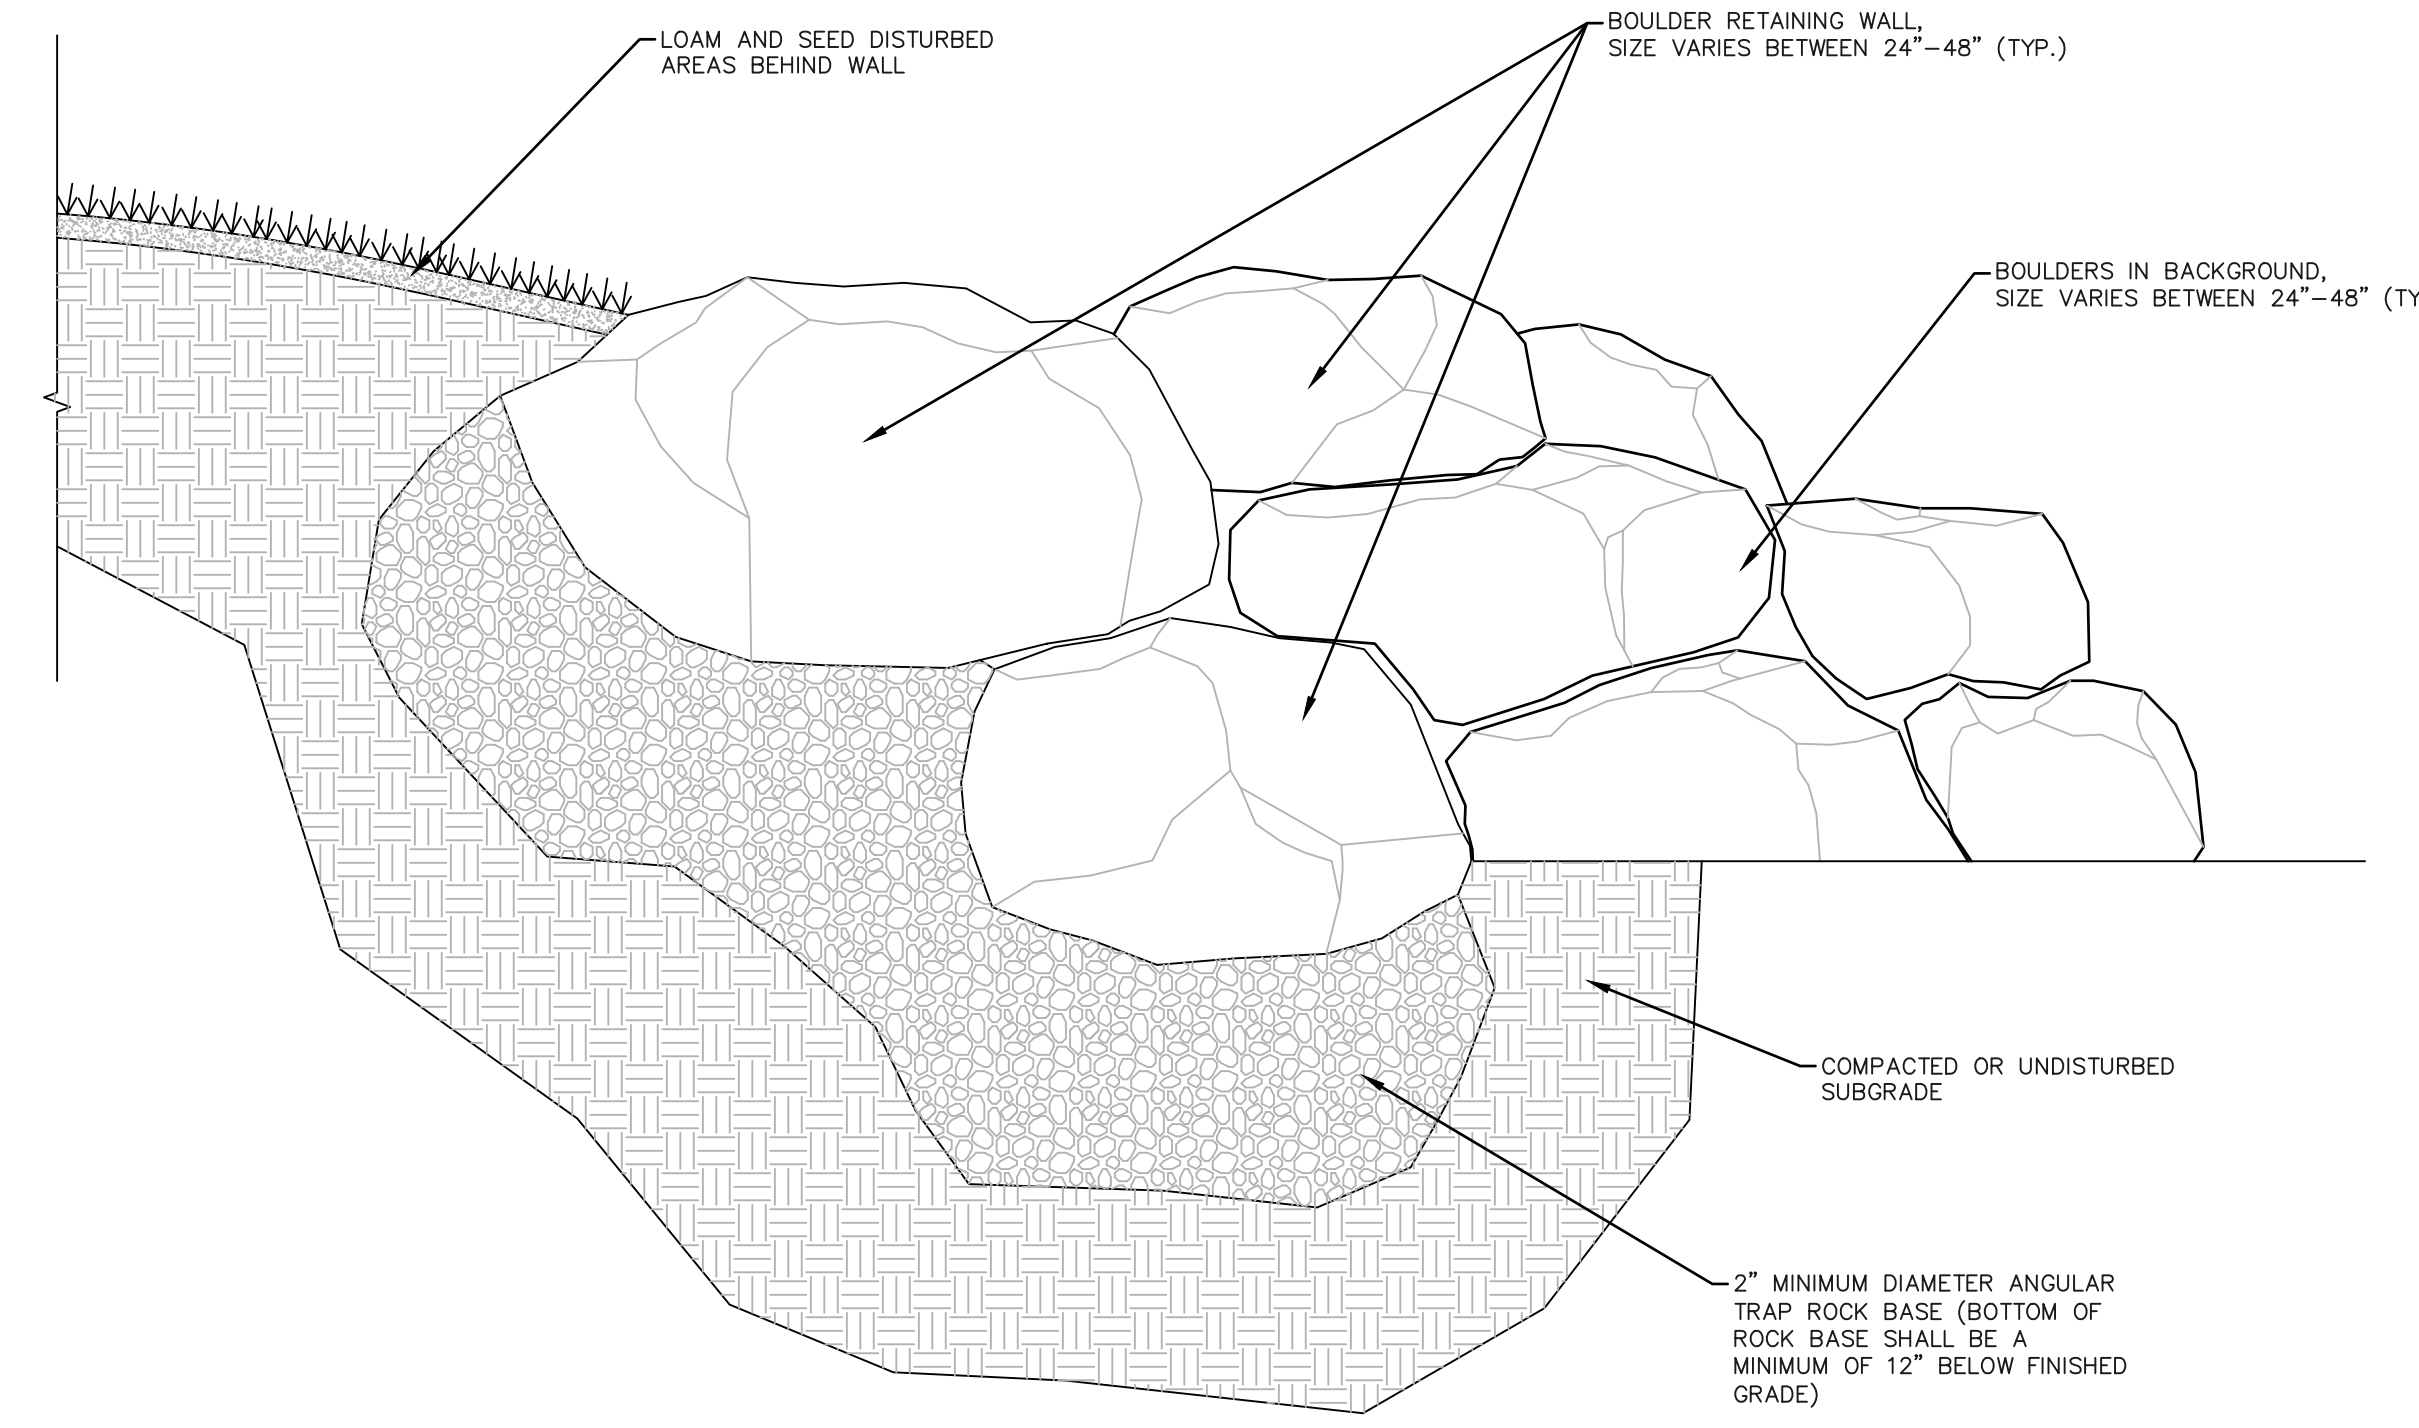 LOAM AND SEED DISTURBED
AREAS BEHIND WALL
BOULDER RETAINING WALL,
SIZE VARIES BETWEEN 24"-48" (TYP.)
BOULDERS IN BACKGROUND,
SIZE VARIES BETWEEN 24"-48" (TY
COMPACTED OR UNDISTURBED
SUBGRADE
2" MINIMUM DIAMETER ANGULAR
TRAP ROCK BASE (BOTTOM OF
ROCK BASE SHALL BE A
MINIMUM OF 12" BELOW FINISHED
GRADE)